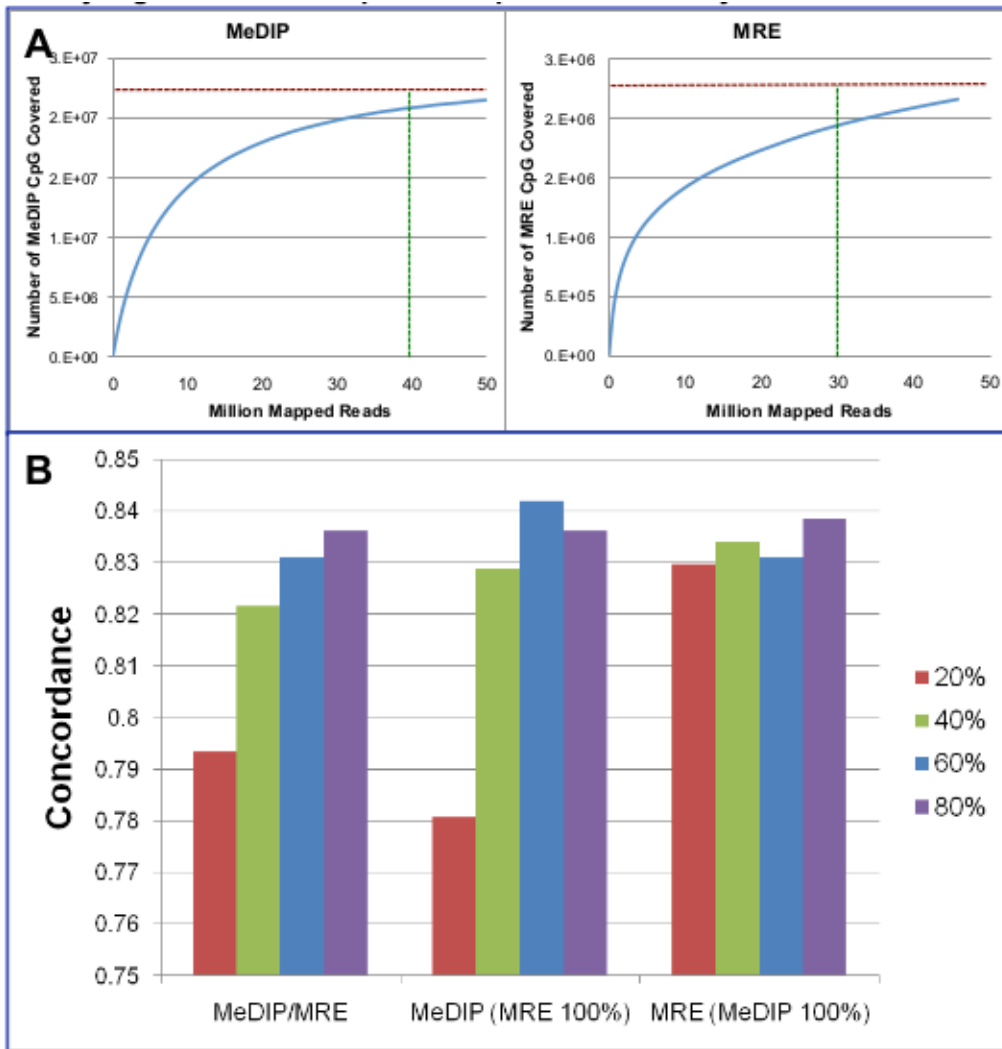 A
MeDIP
Number of MeDIP CpG Covered
3.E+07
2.E+07
2.E+07
1.E+07
5.E+06
0.E+00
0 10 20 30 40 50
Million Mapped Reads
MRE
Number of MRE CpG Covered
3.E+06
2.E+06
2.E+06
1.E+06
5.E+05
0.E+00
0 10 20 30 40 50
Million Mapped Reads
B
Concordance
0.85
0.84
0.83
0.82
0.81
0.8
0.79
0.78
0.77
0.76
0.75
MeDIP/MRE MeDIP (MRE 100%) MRE (MeDIP 100%)
20%
40%
60%
80%